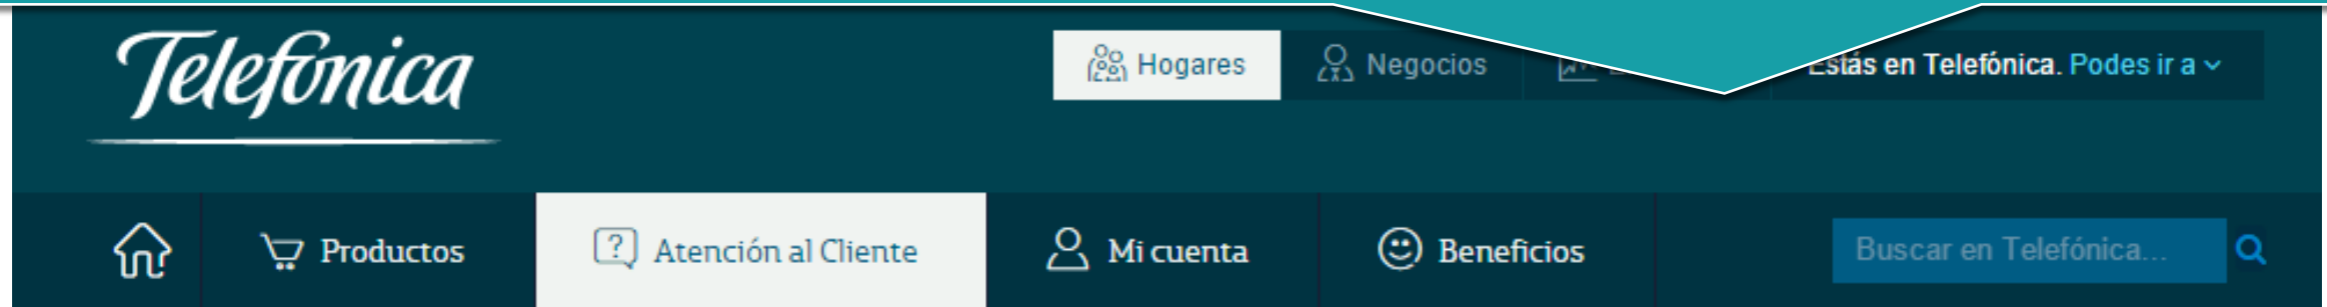 Telefónica
Hogares
Negocios
Estás en Telefónica. Podes ir a
Productos
Atención al Cliente
Mi cuenta
Beneficios
Buscar en Telefónica...